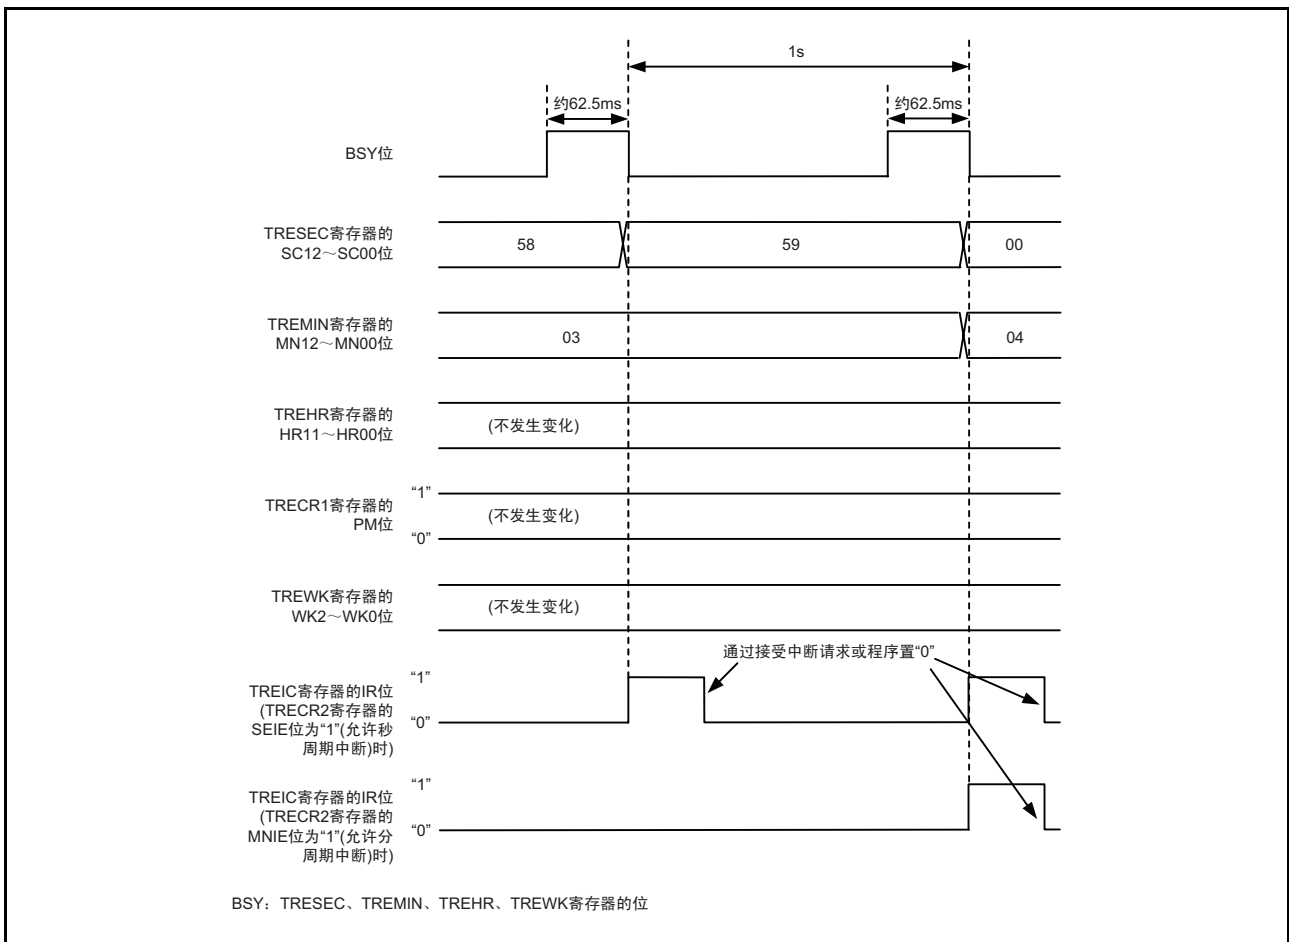 1s
约62.5ms
约62.5ms
BSY位
TRESEC寄存器的
SC12～SC00位
58
59
00
TREMIN寄存器的
MN12～MN00位
03
04
TREHR寄存器的
HR11～HR00位
(不发生变化)
TRECR1寄存器的
PM位
“1”
(不发生变化)
“0”
TREWK寄存器的
WK2～WK0位
(不发生变化)
通过接受中断请求或程序置“0”
TREIC寄存器的IR位
(TRECR2寄存器的
SEIE位为“1”(允许秒
周期中断)时)
“1”
“0”
TREIC寄存器的IR位
(TRECR2寄存器的
MNIE位为“1”(允许分
周期中断)时)
“1”
“0”
BSY：TRESEC、TREMIN、TREHR、TREWK寄存器的位